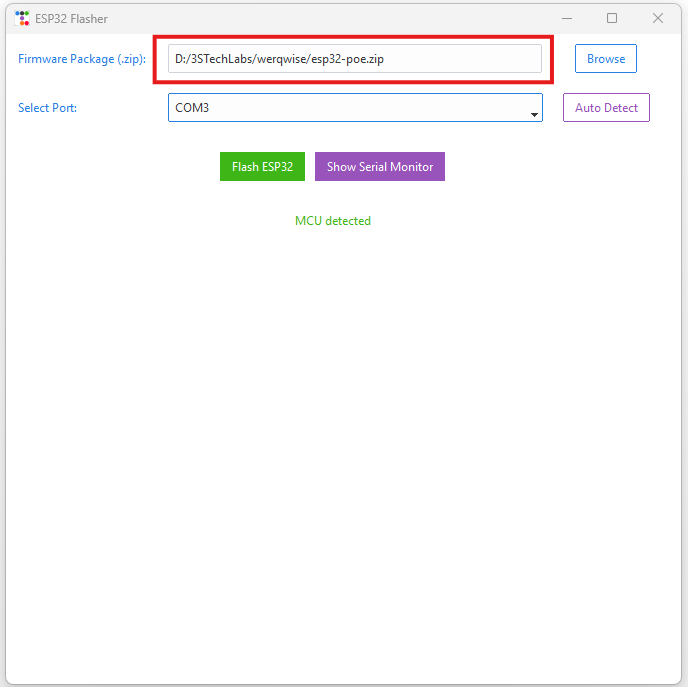 ESP32 Flasher
Firmware Package (.zip): D:/3STechLabs/werqwise/esp32-poe.zip Browse
Select Port: COM3 Auto Detect
Flash ESP32 Show Serial Monitor
MCU detected